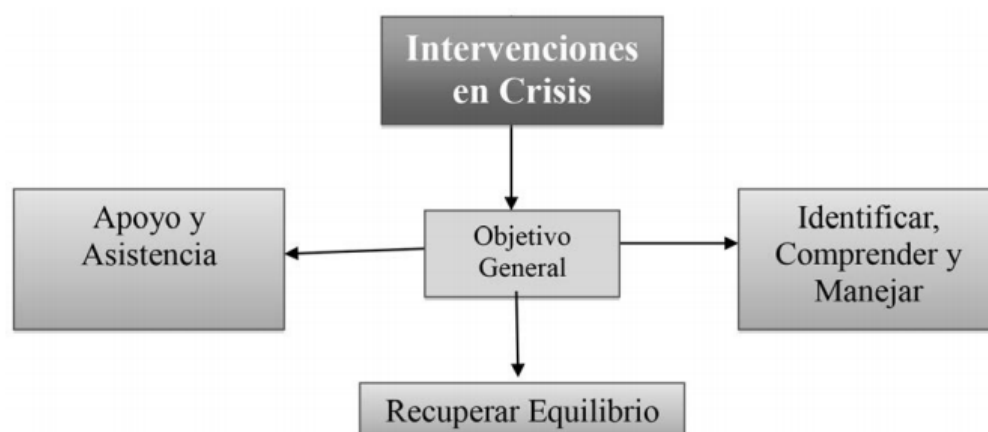 Intervenciones
en Crisis
Apoyo y
Asistencia
Objetivo
General
Identificar,
Comprender y
Manejar
Recuperar Equilibrio